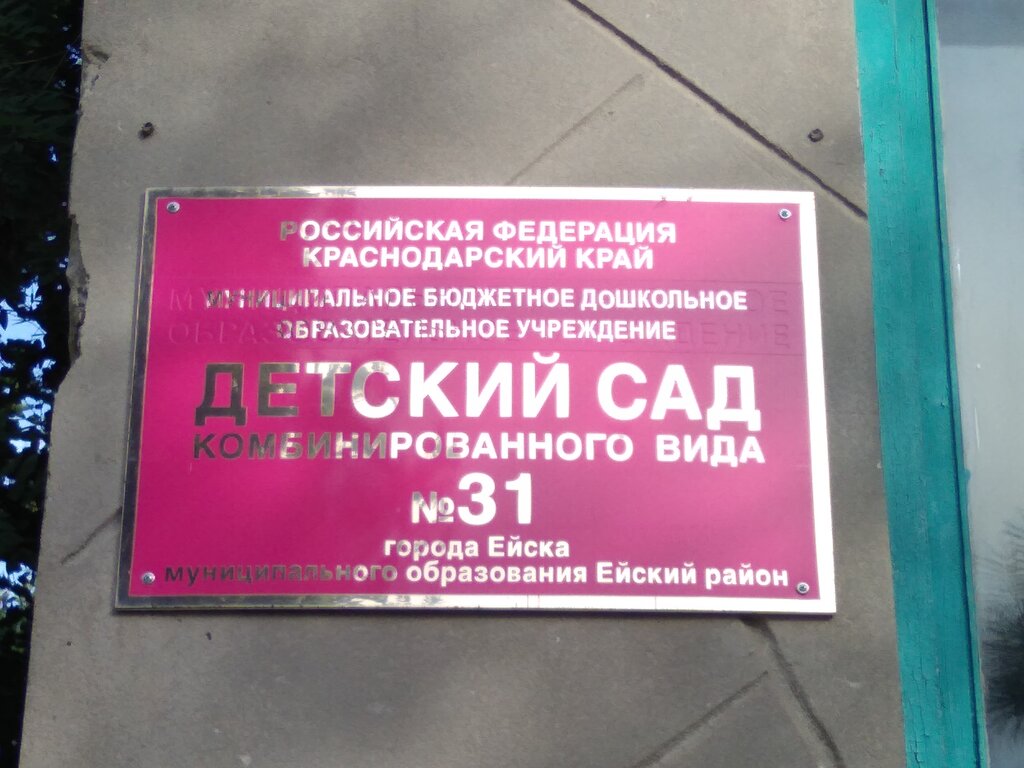 РОССИЙСКАЯ ФЕДЕРАЦИЯ
КРАСНОДАРСКИЙ КРАЙ
МУНИЦИПАЛЬНОЕ БЮДЖЕТНОЕ ДОШКОЛЬНОЕ
ОБРАЗОВАТЕЛЬНОЕ УЧРЕЖДЕНИЕ
ДЕТСКИЙ САД
КОМБИНИРОВАННОГО ВИДА
№31
города Ейска
муниципального образования Ейский район